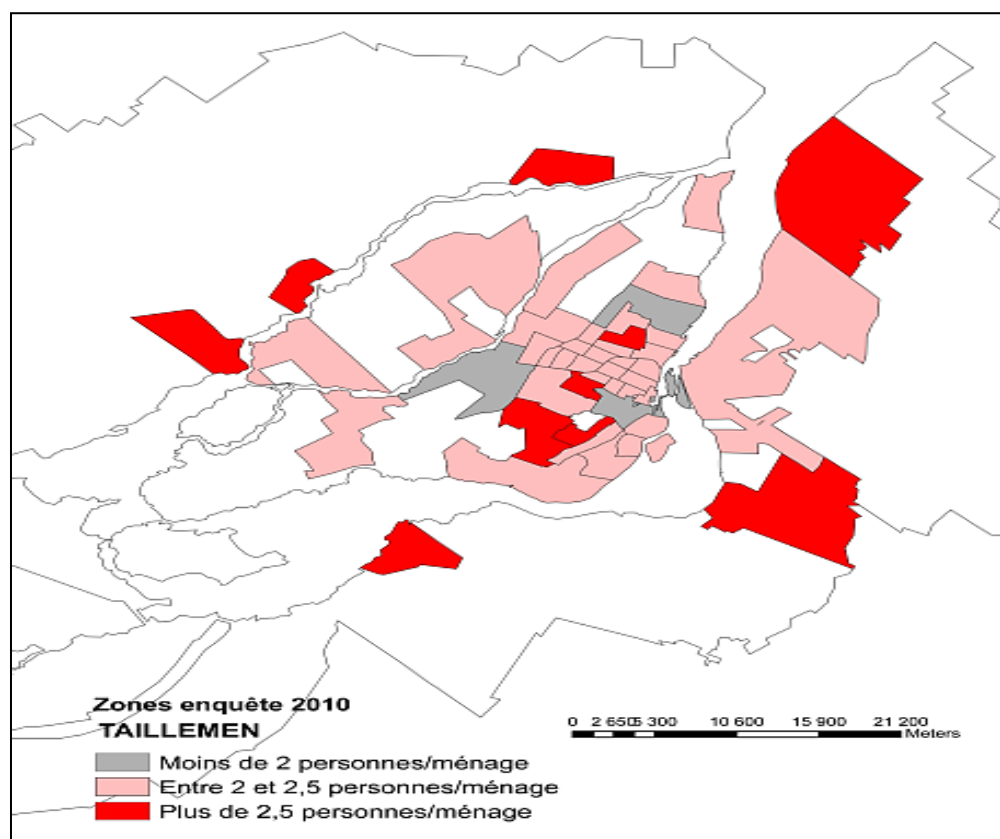 Zones enquête 2010
TAILLEMEN
Moins de 2 personnes/ménage
Entre 2 et 2,5 personnes/ménage
Plus de 2,5 personnes/ménage
0 2 650 5 300 10 600 15 900 21 200
Meters